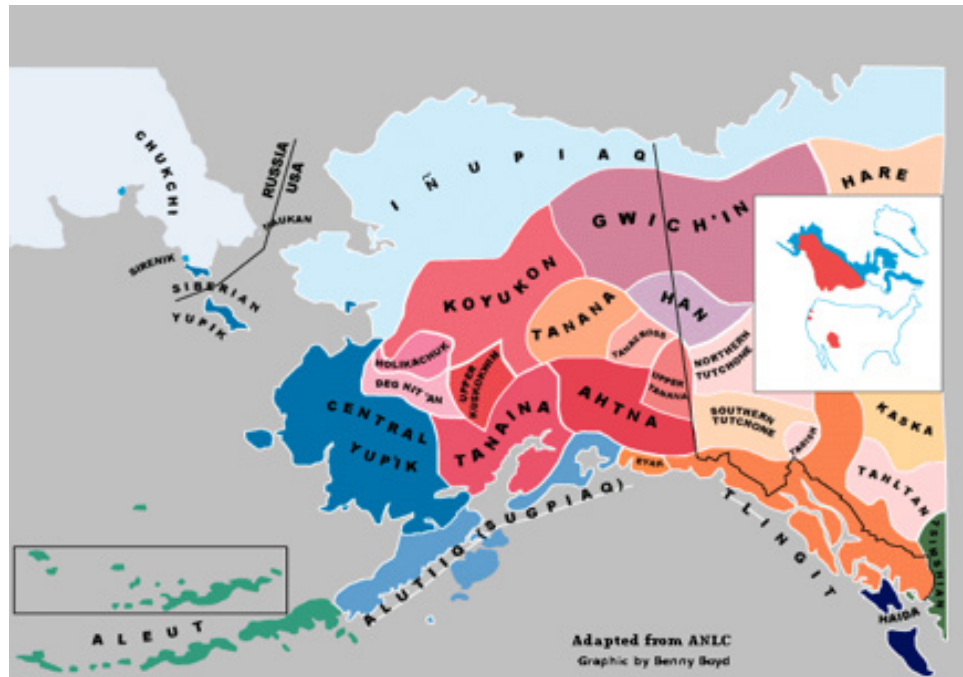 CHUKCHI
RUSSIA
USA
NAUKAN
SIRENIK
SIBERIAN
YUPIK
IÑUPIAQ
GWICH'IN
HARE
KOYUKON
TANANA
HAN
TANACROSS
NORTHERN
TUTCHONE
HOLIKACHUK
DEG HIT'AN
UPPER
KUSKOKWIM
UPPER
TANANA
AHTNA
SOUTHERN
TUTCHONE
TAGISH
KASKA
CENTRAL
YUP'IK
TANAINA
EYAK
TAHLTAN
TSIMSHIAN
ALUTIIQ (SUGPIAQ)
TLINGIT
HAIDA
ALEUT
Adapted from ANLC
Graphic by Benny Boyd